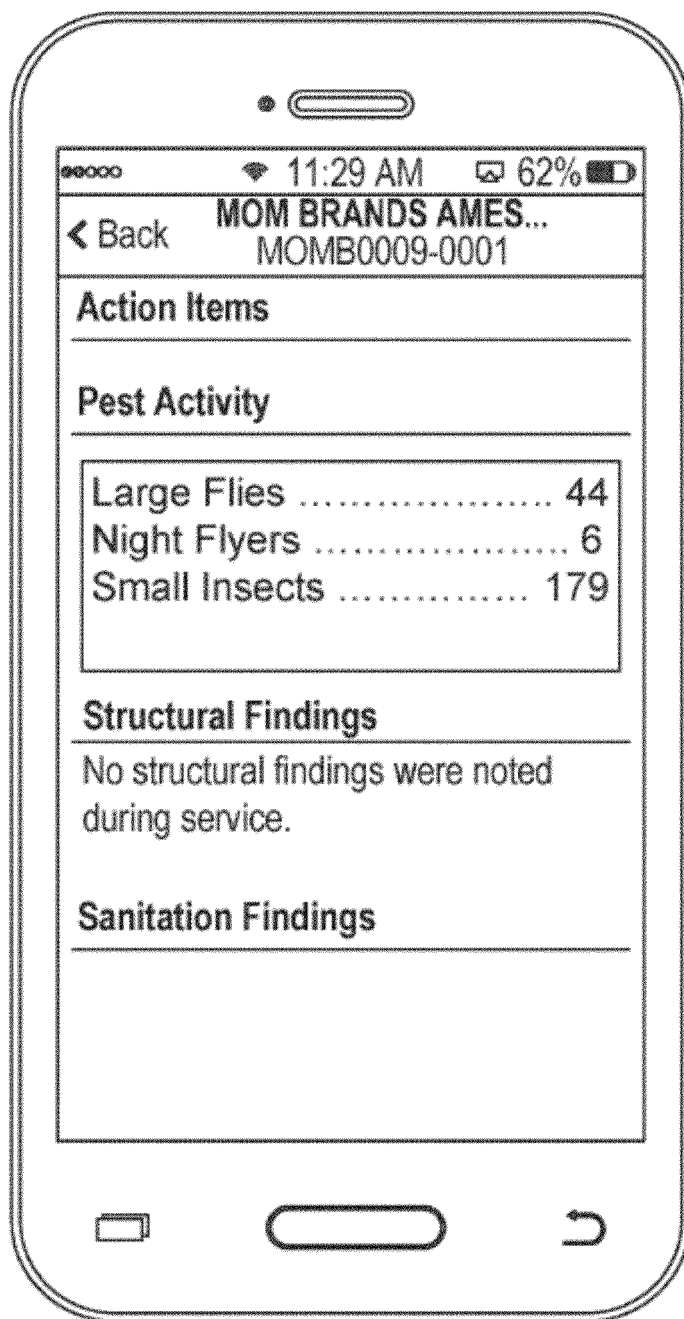 11:29 AM 62%
Back
MOM BRANDS AMES...
MOMB0009-0001
Action Items
Pest Activity
Large Flies ................... 44
Night Flyers ................... 6
Small Insects .............. 179
Structural Findings
No structural findings were noted
during service.
Sanitation Findings